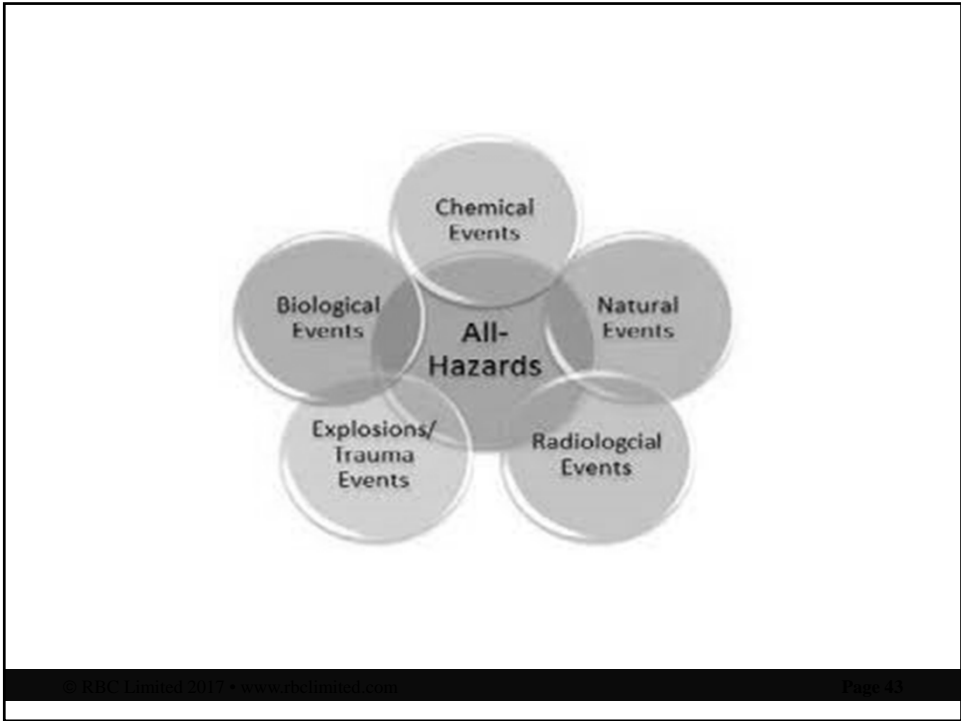 Chemical
Events
Biological
Events
All-
Hazards
Natural
Events
Explosions/
Trauma
Events
Radiologcial
Events
© RBC Limited 2017 • www.rbclimited.com
Page 43